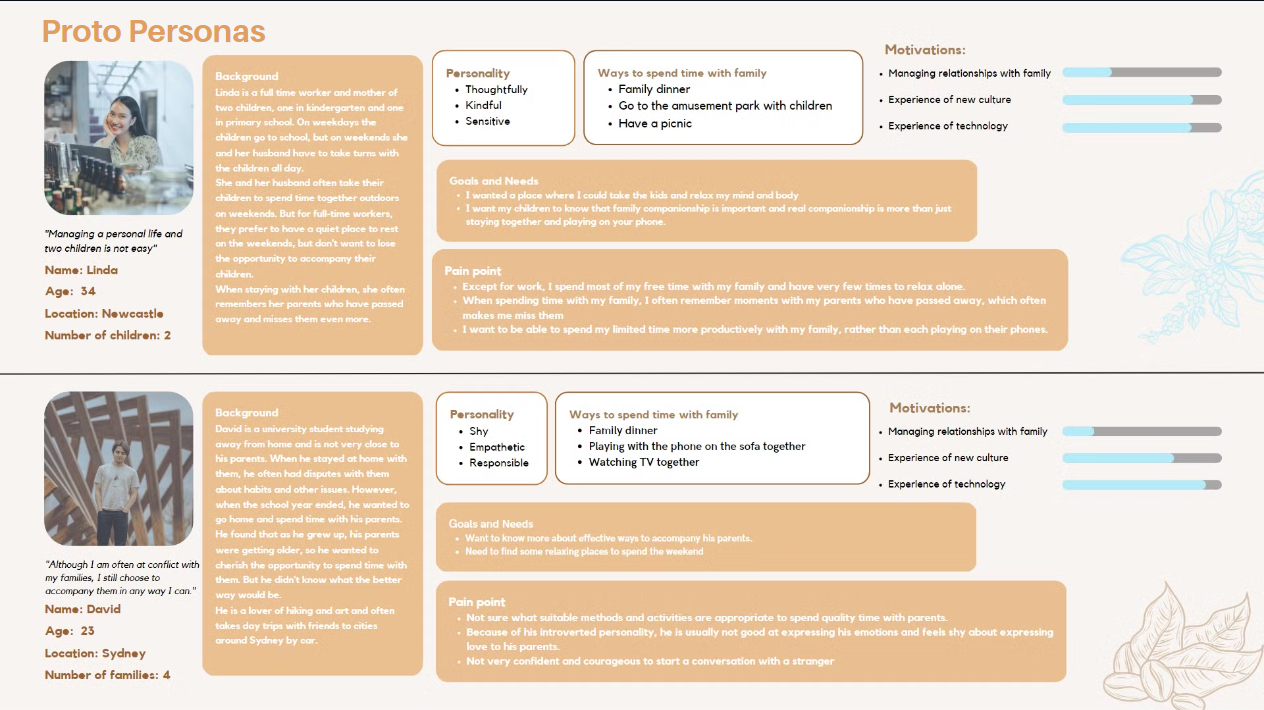 Proto Personas
"Managing a personal life and
two children is not easy"
Name: Linda
Age: 34
Location: Newcastle
Number of children: 2
Background
Linda is a full time worker and mother of
two children, one in kindergarten and one
in primary school. On weekdays the
children go to school, but on weekends she
and her husband have to take turns with
the children all day.
She and her husband often take their
children to spend time together outdoors
on weekends. But for full-time workers,
they prefer to have a quiet place to rest
on the weekends, but don't want to lose
the opportunity to accompany their
children.
When staying with her children, she often
remembers her parents who have passed
away and misses them even more.
Personality
• Thoughtfully
• Kindful
• Sensitive
Ways to spend time with family
• Family dinner
• Go to the amusement park with children
• Have a picnic
Motivations:
• Managing relationships with family
• Experience of new culture
• Experience of technology
Goals and Needs
• I wanted a place where I could take the kids and relax my mind and body
• I want my children to know that family companionship is important and real companionship is more than just
staying together and playing on your phone.
Pain point
• Except for work, I spend most of my free time with my family and have very few times to relax alone.
• When spending time with my family, I often remember moments with my parents who have passed away, which often
makes me miss them
• I want to be able to spend my limited time more productively with my family, rather than each playing on their phones.
"Although I am often at conflict with
my families, I still choose to
accompany them in any way I can."
Name: David
Age: 23
Location: Sydney
Number of families: 4
Background
David is a university student studying
away from home and is not very close to
his parents. When he stayed at home with
them, he often had disputes with them
about habits and other issues. However,
when the school year ended, he wanted to
go home and spend time with his parents.
He found that as he grew up, his parents
were getting older, so he wanted to
cherish the opportunity to spend time with
them. But he didn't know what the better
way would be.
He is a lover of hiking and art and often
takes day trips with friends to cities
around Sydney by car.
Personality
• Shy
• Empathetic
• Responsible
Ways to spend time with family
• Family dinner
• Playing with the phone on the sofa together
• Watching TV together
Motivations:
• Managing relationships with family
• Experience of new culture
• Experience of technology
Goals and Needs
• Want to know more about effective ways to accompany his parents.
• Need to find some relaxing places to spend the weekend
Pain point
• Not sure what suitable methods and activities are appropriate to spend quality time with parents.
• Because of his introverted personality, he is usually not good at expressing his emotions and feels shy about expressing
love to his parents.
• Not very confident and courageous to start a conversation with a stranger